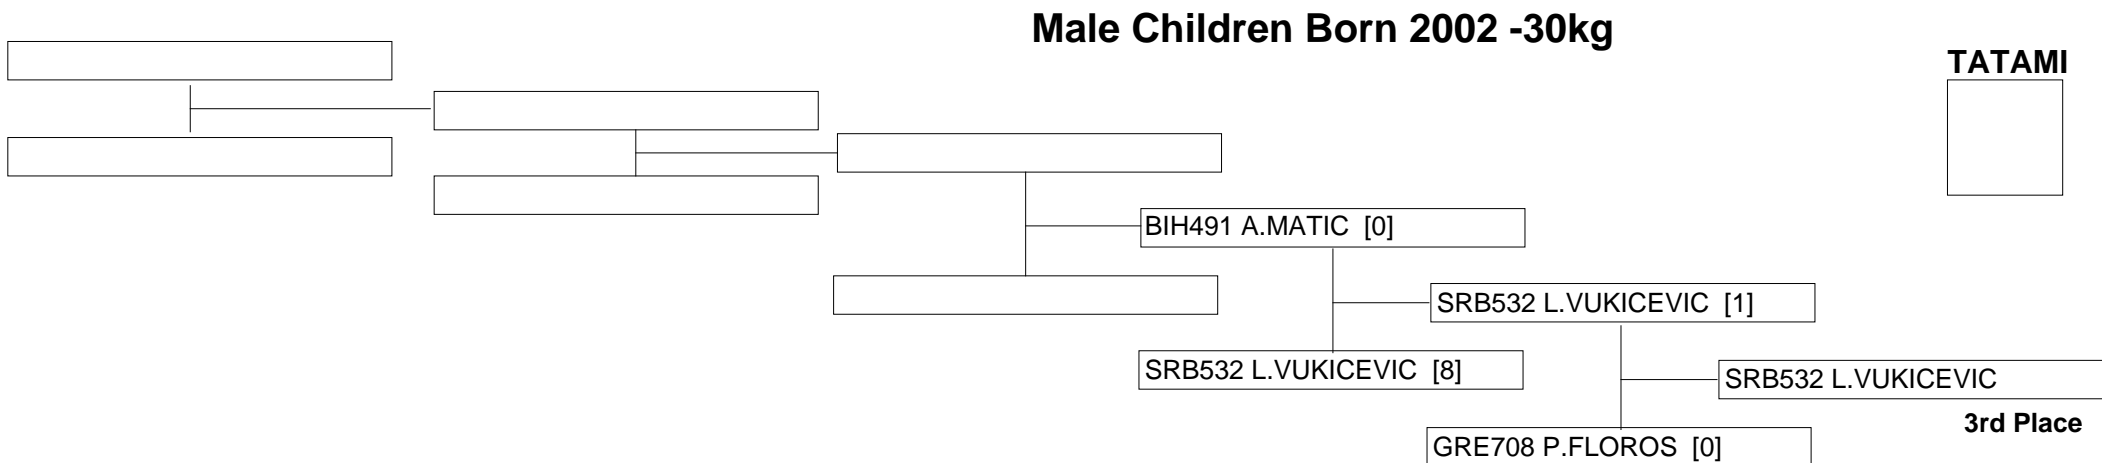 Male Children Born 2002 -30kg
TATAMI
BIH491 A.MATIC [0]
SRB532 L.VUKICEVIC [1]
SRB532 L.VUKICEVIC [8]
SRB532 L.VUKICEVIC
3rd Place
GRE708 P.FLOROS [0]